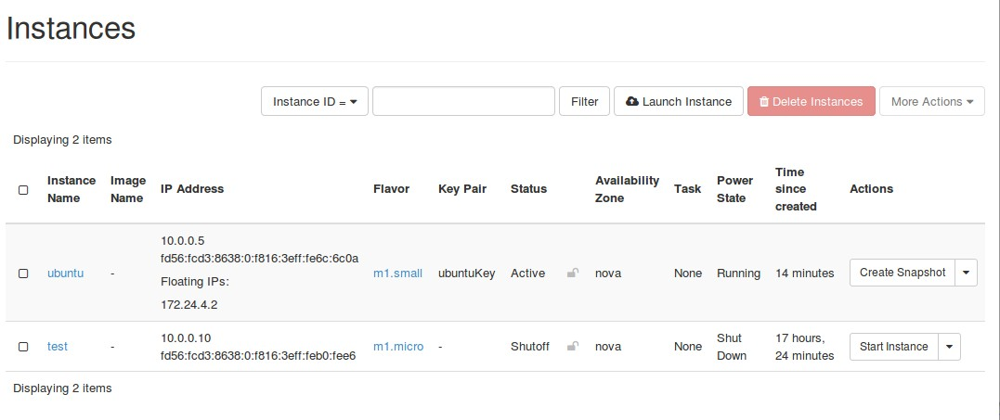 Instances
Instance ID = Filter Launch Instance Delete Instances More Actions
Displaying 2 items
Instance Name Image Name IP Address Flavor Key Pair Status Availability Zone Task Power State Time since created Actions
ubuntu - 10.0.0.5 fd56:fcd3:8638:0:f816:3eff:fe6c:6c0a Floating IPs: 172.24.4.2 m1.small ubuntuKey Active nova None Running 14 minutes Create Snapshot
test - 10.0.0.10 fd56:fcd3:8638:0:f816:3eff:feb0:fee6 m1.micro - Shutoff nova None Shut Down 17 hours, 24 minutes Start Instance
Displaying 2 items